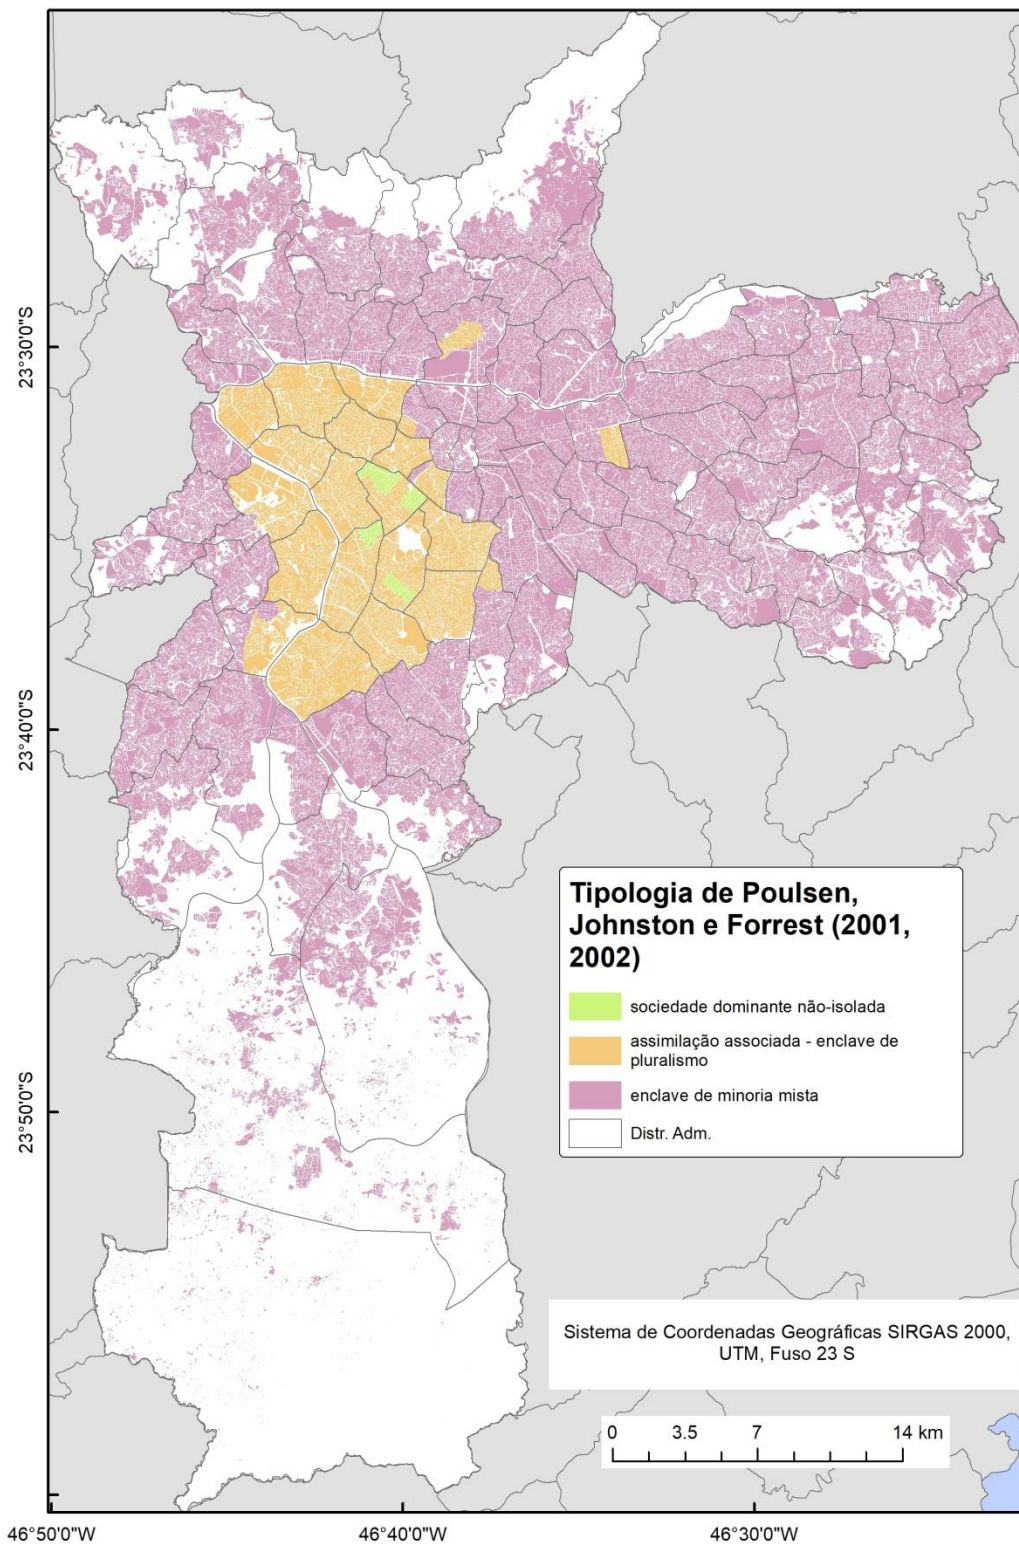 23°30'0"S
23°40'0"S
23°50'0"S
Tipologia de Poulsen,
Johnston e Forrest (2001,
2002)
sociedade dominante não-isolada
assimilação associada - enclave de
pluralismo
enclave de minoria mista
Distr. Adm.
Sistema de Coordenadas Geográficas SIRGAS 2000,
UTM, Fuso 23 S
0 3.5 7 14 km
46°50'0"W 46°40'0"W 46°30'0"W